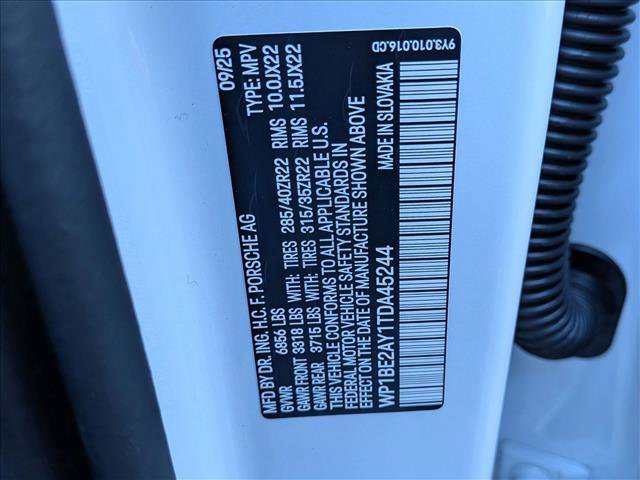 MFD BY DR. ING. H.C. F. PORSCHE AG 09/25
GVWR 6856 LBS TYPE: MPV
GAWR FRONT 3318 LBS WITH: TIRES 285/40ZR22 RIMS 10.0JX22
GAWR REAR 3715 LBS WITH: TIRES 315/35ZR22 RIMS 11.5JX22
THIS VEHICLE CONFORMS TO ALL APPLICABLE U.S.
FEDERAL MOTOR VEHICLE SAFETY STANDARDS IN
EFFECT ON THE DATE OF MANUFACTURE SHOWN ABOVE
MADE IN SLOVAKIA
WP1BE2AY1TDA45244
9Y3.010.016.CD